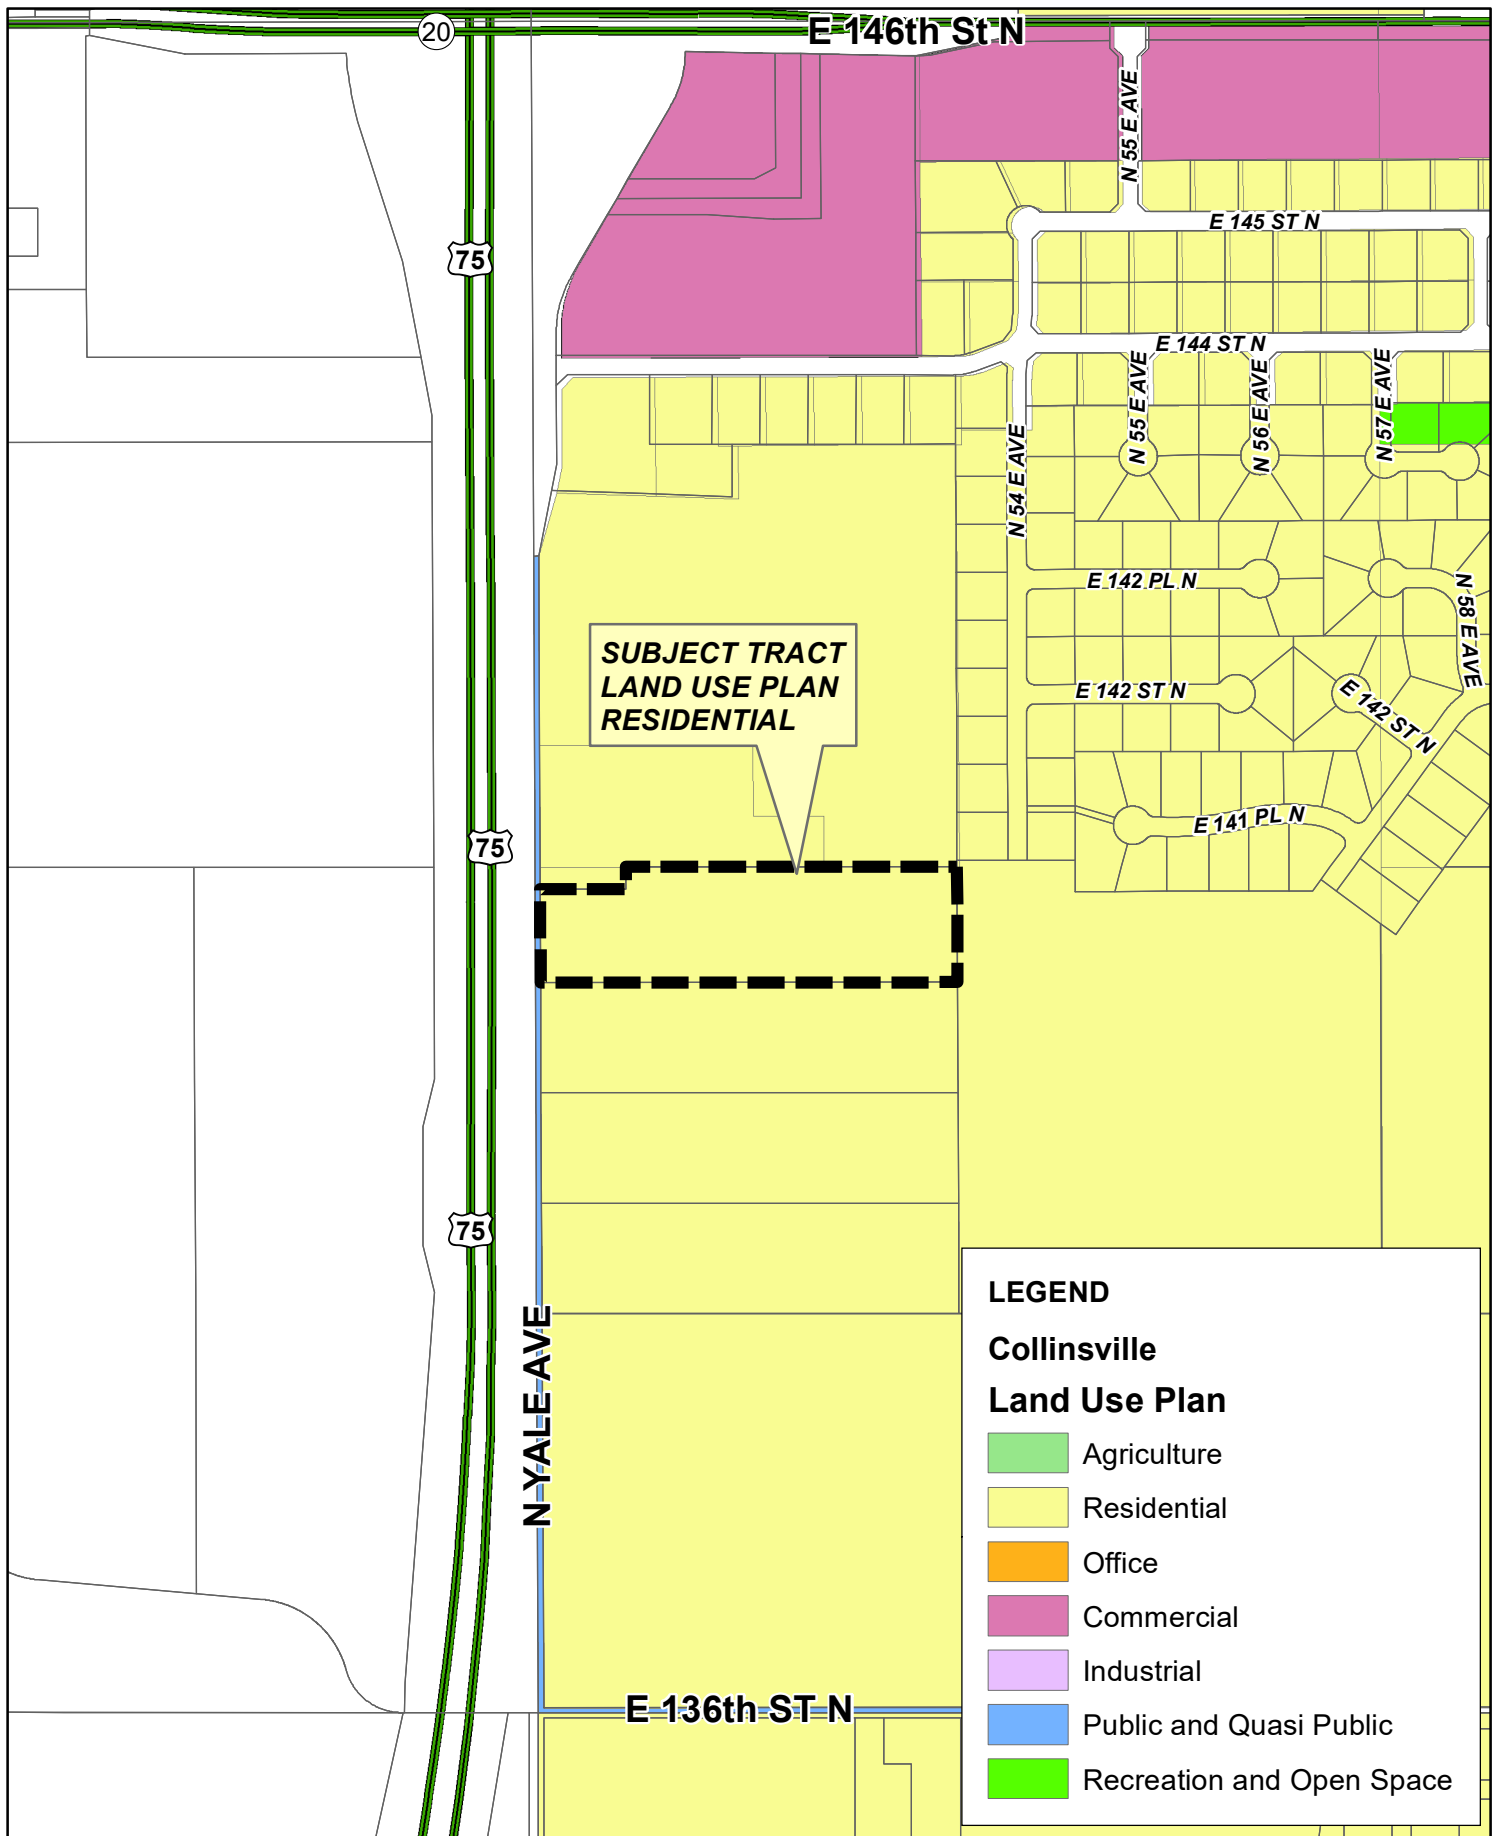 20
E 146th St N
N 55 E AVE
E 145 ST N
75
E 144 ST N
N 55 E AVE
N 56 E AVE
N 57 E AVE
N 54 E AVE
E 142 PL N
N 58 E AVE
SUBJECT TRACT
LAND USE PLAN
RESIDENTIAL
E 142 ST N
E 142 ST N
E 141 PL N
75
75
N YALE AVE
E 136th ST N
LEGEND
Collinsville
Land Use Plan
Agriculture
Residential
Office
Commercial
Industrial
Public and Quasi Public
Recreation and Open Space